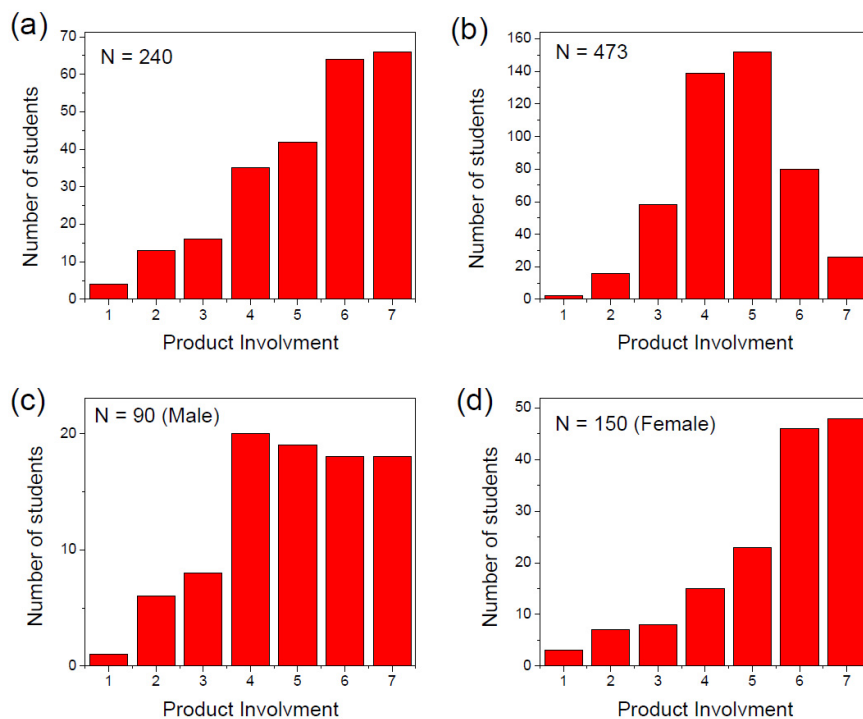 (a)
N = 240
Number of students
70
60
50
40
30
20
10
0
1 2 3 4 5 6 7
Product Involvment
(b)
N = 473
Number of students
160
140
120
100
80
60
40
20
0
1 2 3 4 5 6 7
Product Involvment
(c)
N = 90 (Male)
Number of students
20
10
0
1 2 3 4 5 6 7
Product Involvment
(d)
N = 150 (Female)
Number of students
50
40
30
20
10
0
1 2 3 4 5 6 7
Product Involvment